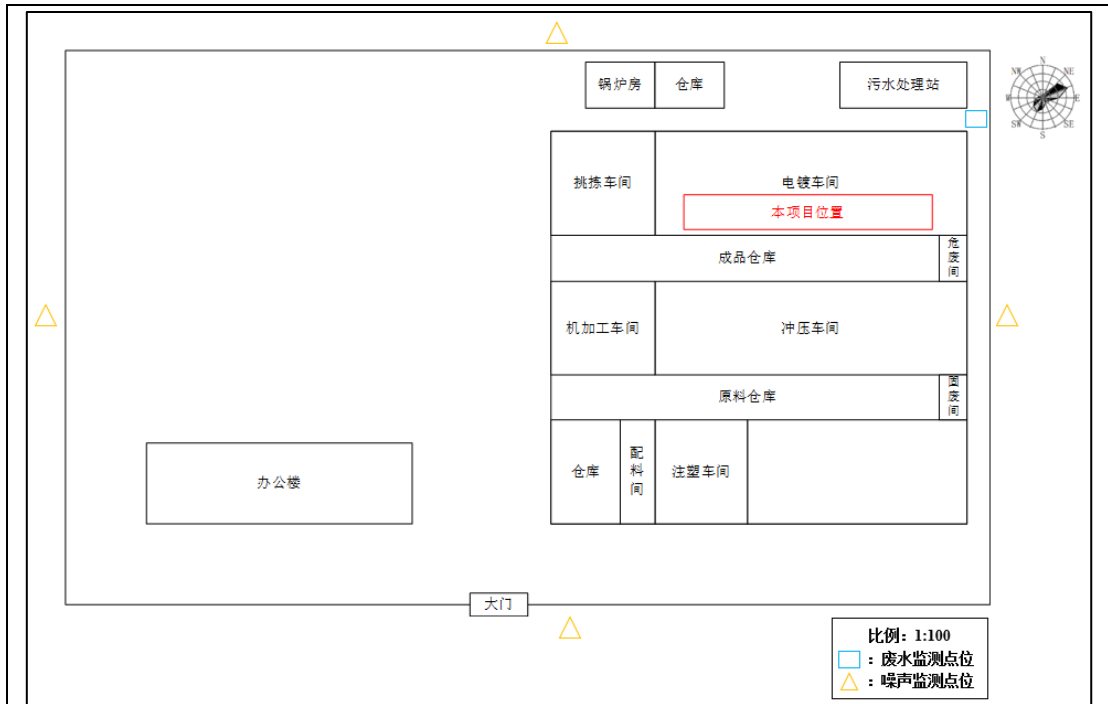 锅炉房
仓库
污水处理站
N
NW
NE
W
E
SW
SE
S
挑拣车间
电镀车间
本项目位置
成品仓库
危废间
机加工车间
冲压车间
原料仓库
固废间
仓库
配料间
注塑车间
办公楼
大门
比例：1:100
：废水监测点位
：噪声监测点位